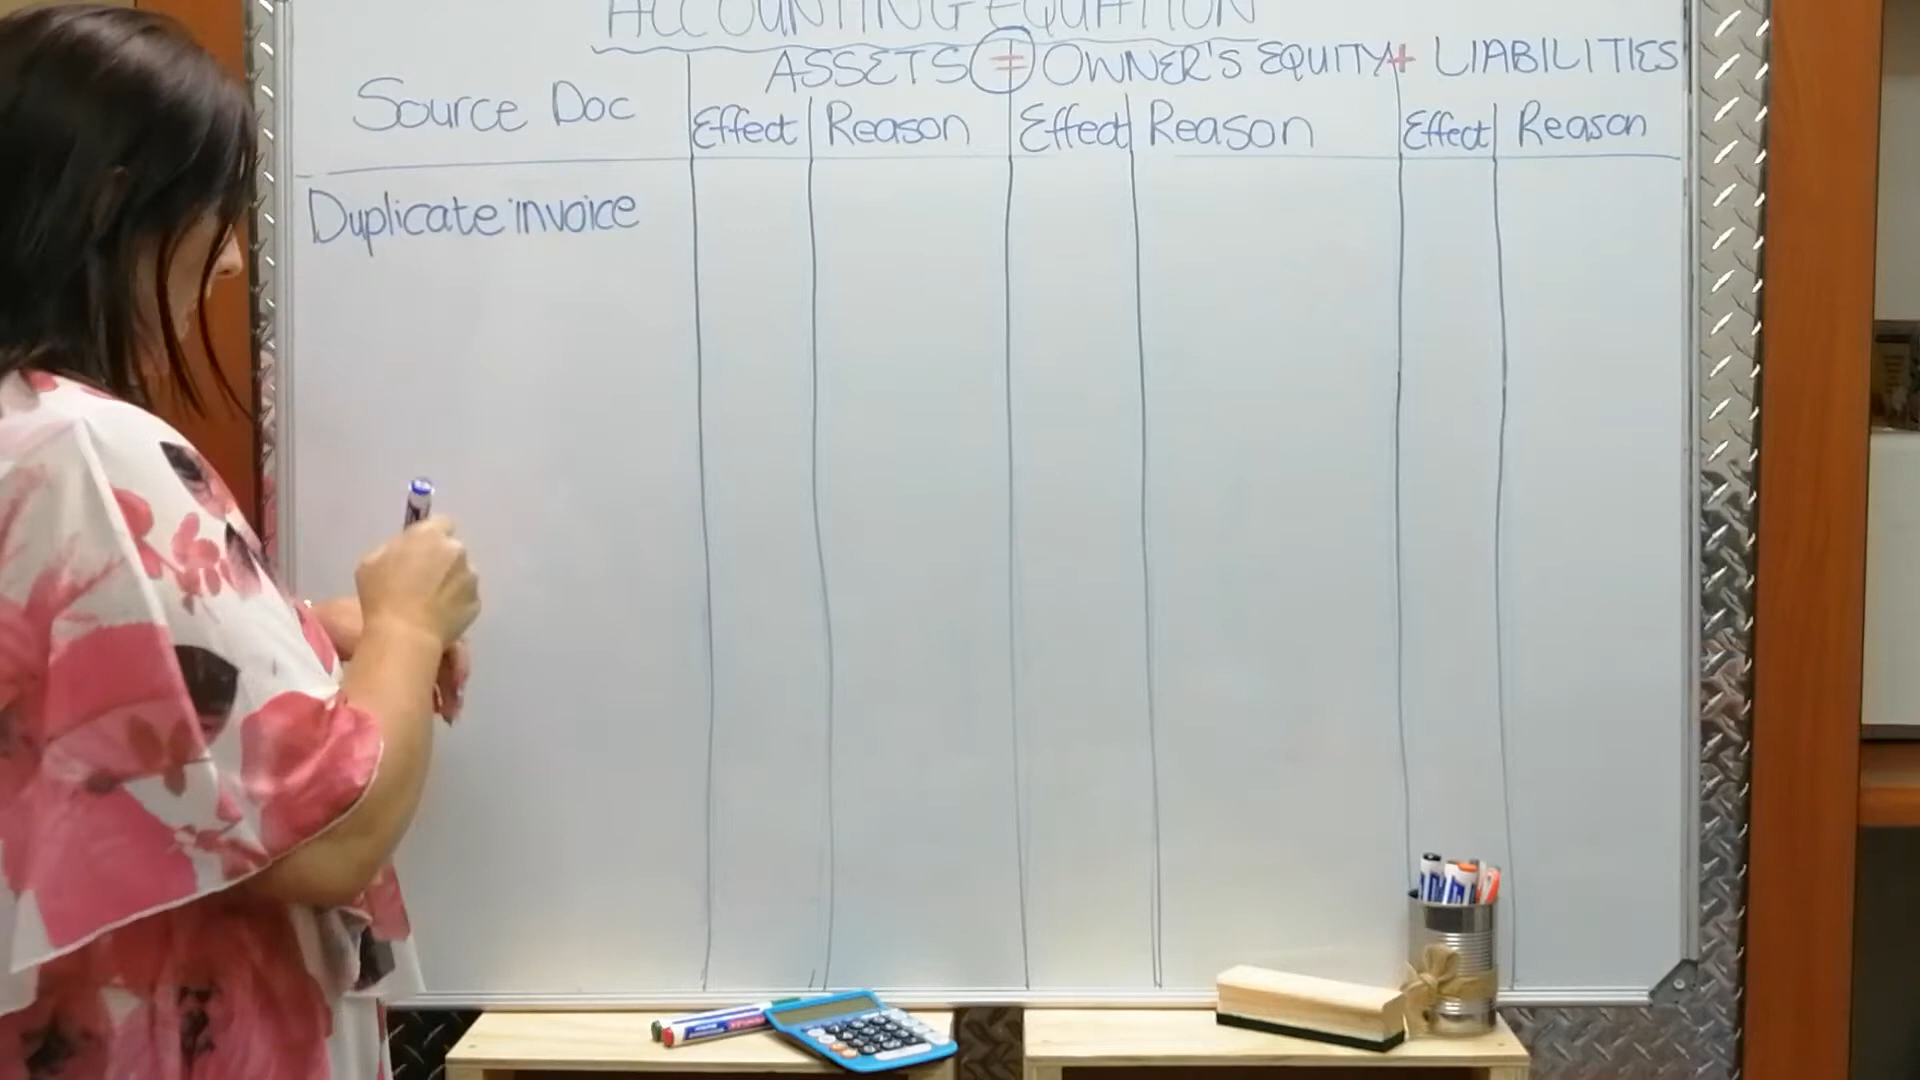 ACCOUNTING EQUATION
ASSETS = OWNER'S EQUITY + LIABILITIES
Source Doc Effect Reason Effect Reason Effect Reason
Duplicate invoice